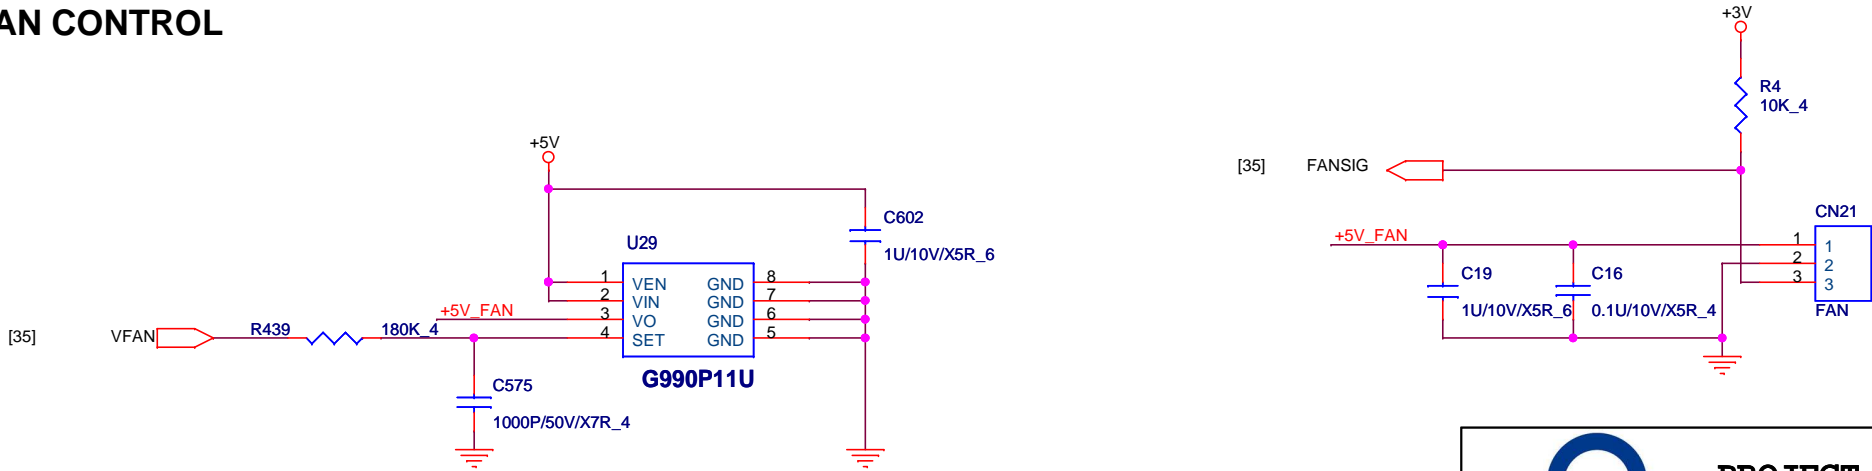 AN CONTROL
+5V
C602
1U/10V/X5R_6
U29
1 VEN GND 8
2 VIN GND 7
+5V_FAN 3 VO GND 6
4 SET GND 5
G990P11U
[35] VFAN R439 180K_4
C575
1000P/50V/X7R_4
+3V
R4
10K_4
[35] FANSIG
CN21
+5V_FAN 1 1
2 2
3 3
FAN
C19
1U/10V/X5R_6
C16
0.1U/10V/X5R_4